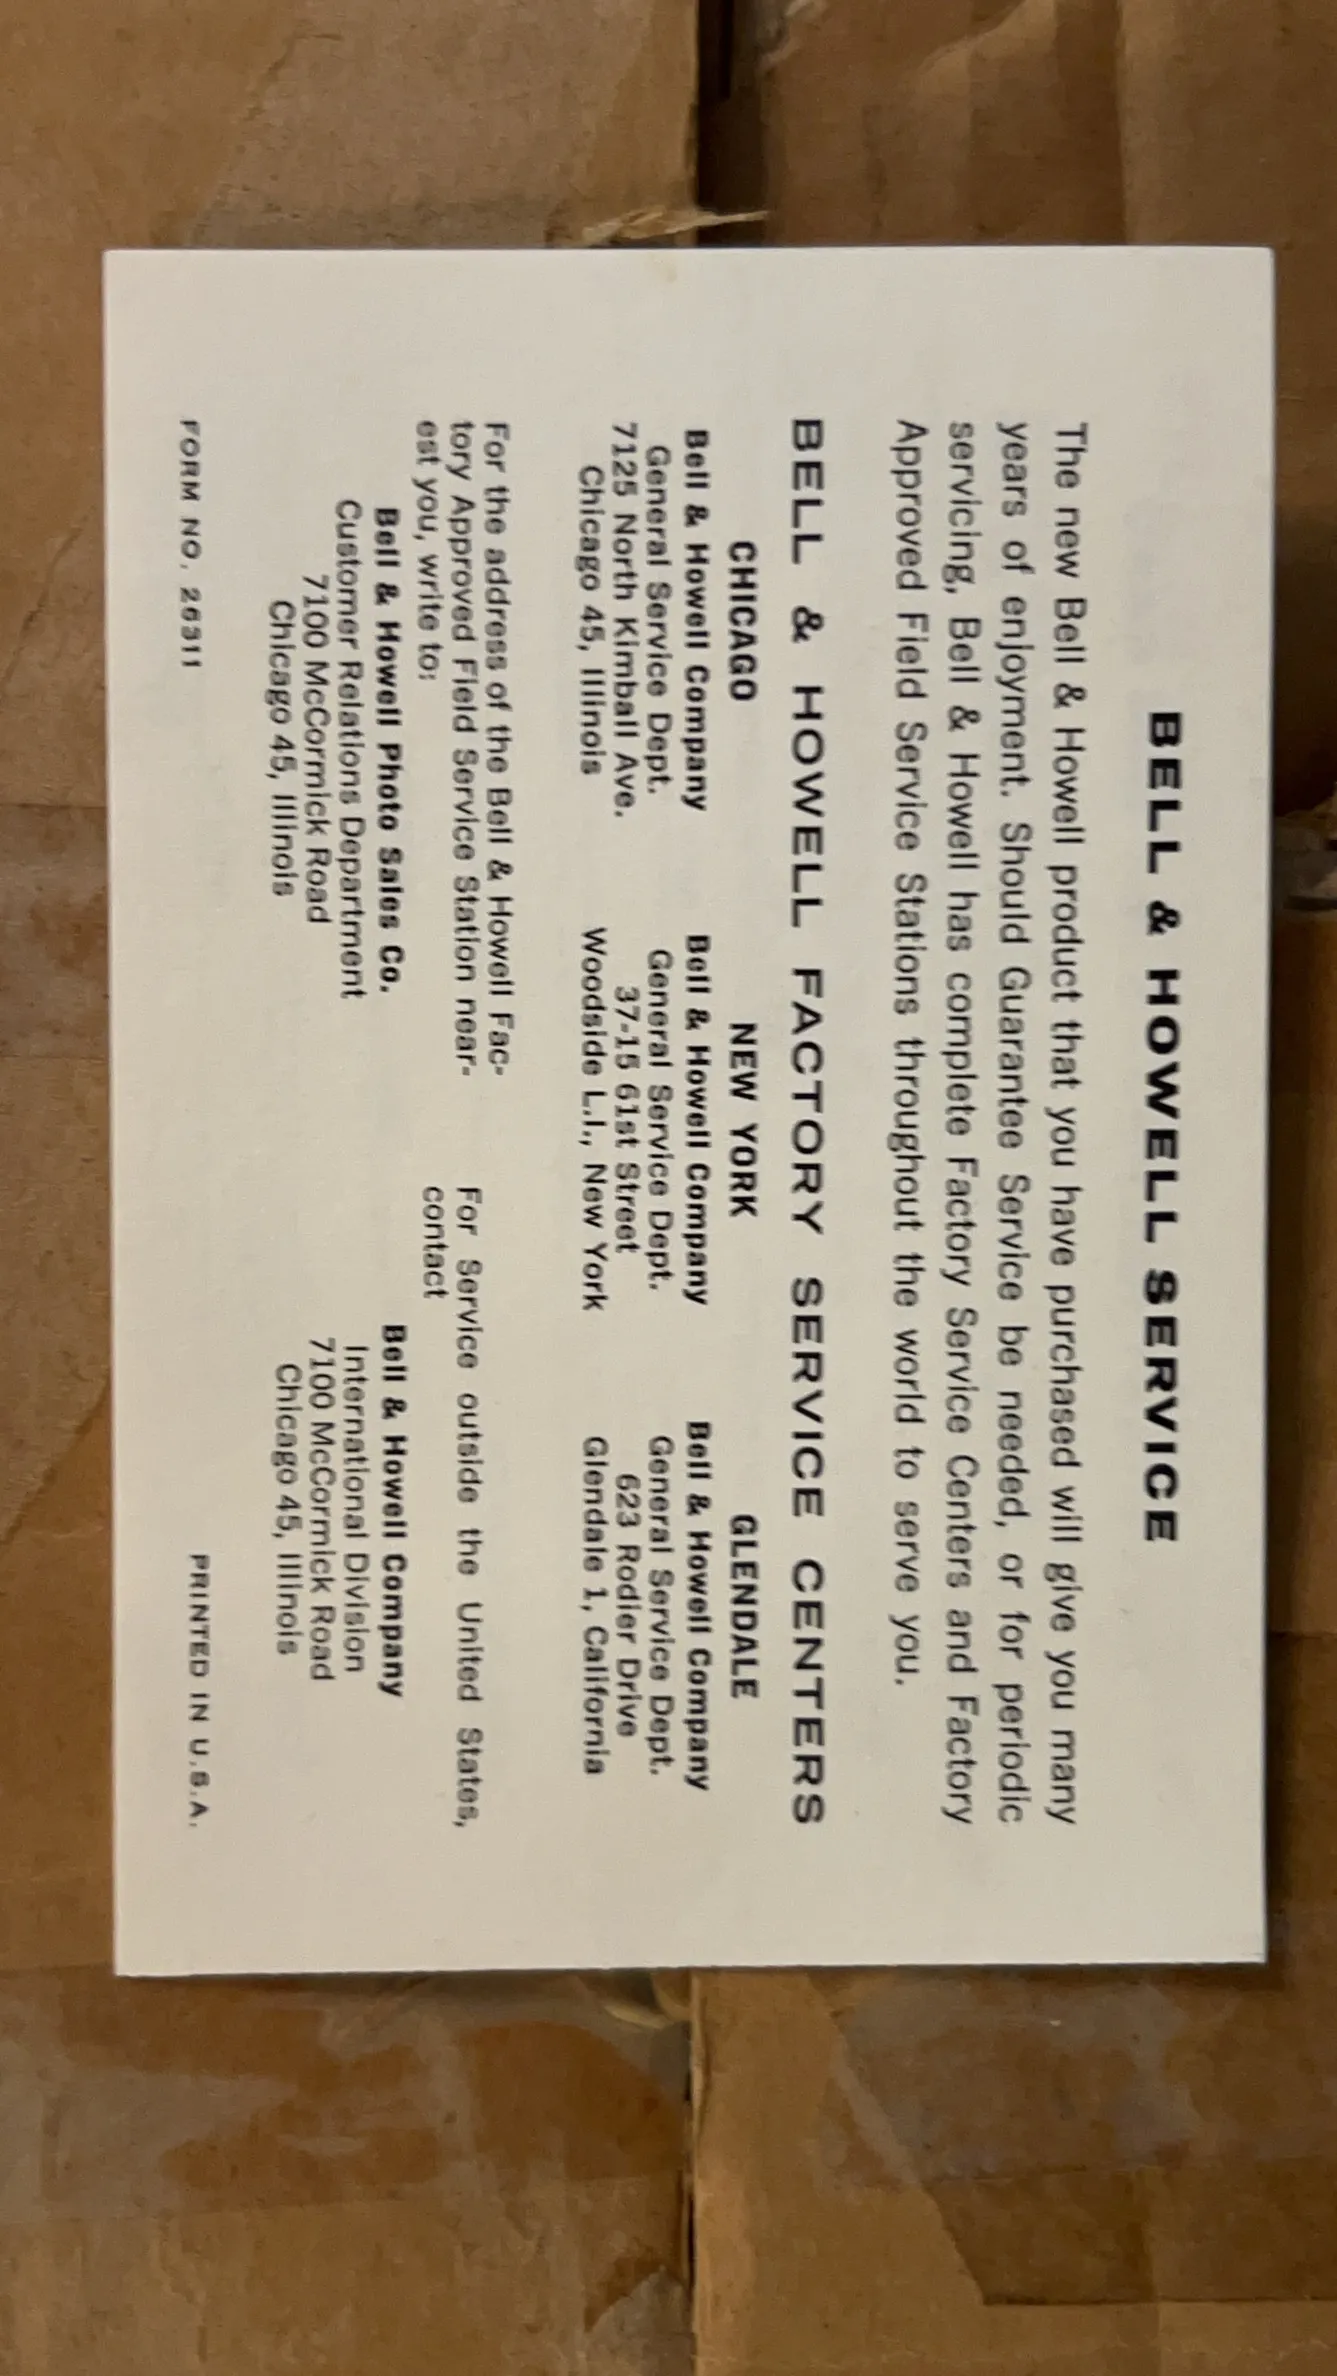 BELL & HOWELL SERVICE
The new Bell & Howell product that you have purchased will give you many
years of enjoyment. Should Guarantee Service be needed, or for periodic
servicing, Bell & Howell has complete Factory Service Centers and Factory
Approved Field Service Stations throughout the world to serve you.
BELL & HOWELL FACTORY SERVICE CENTERS
CHICAGO
Bell & Howell Company
General Service Dept.
7125 North Kimball Ave.
Chicago 45, Illinois
NEW YORK
Bell & Howell Company
General Service Dept.
37-15 61st Street
Woodside L.I., New York
GLENDALE
Bell & Howell Company
General Service Dept.
623 Rodier Drive
Glendale 1, California
For the address of the Bell & Howell Fac-
tory Approved Field Service Station near-
est you, write to:
Bell & Howell Photo Sales Co.
Customer Relations Department
7100 McCormick Road
Chicago 45, Illinois
For Service outside the United States,
contact
Bell & Howell Company
International Division
7100 McCormick Road
Chicago 45, Illinois
FORM NO. 26311
PRINTED IN U.S.A.